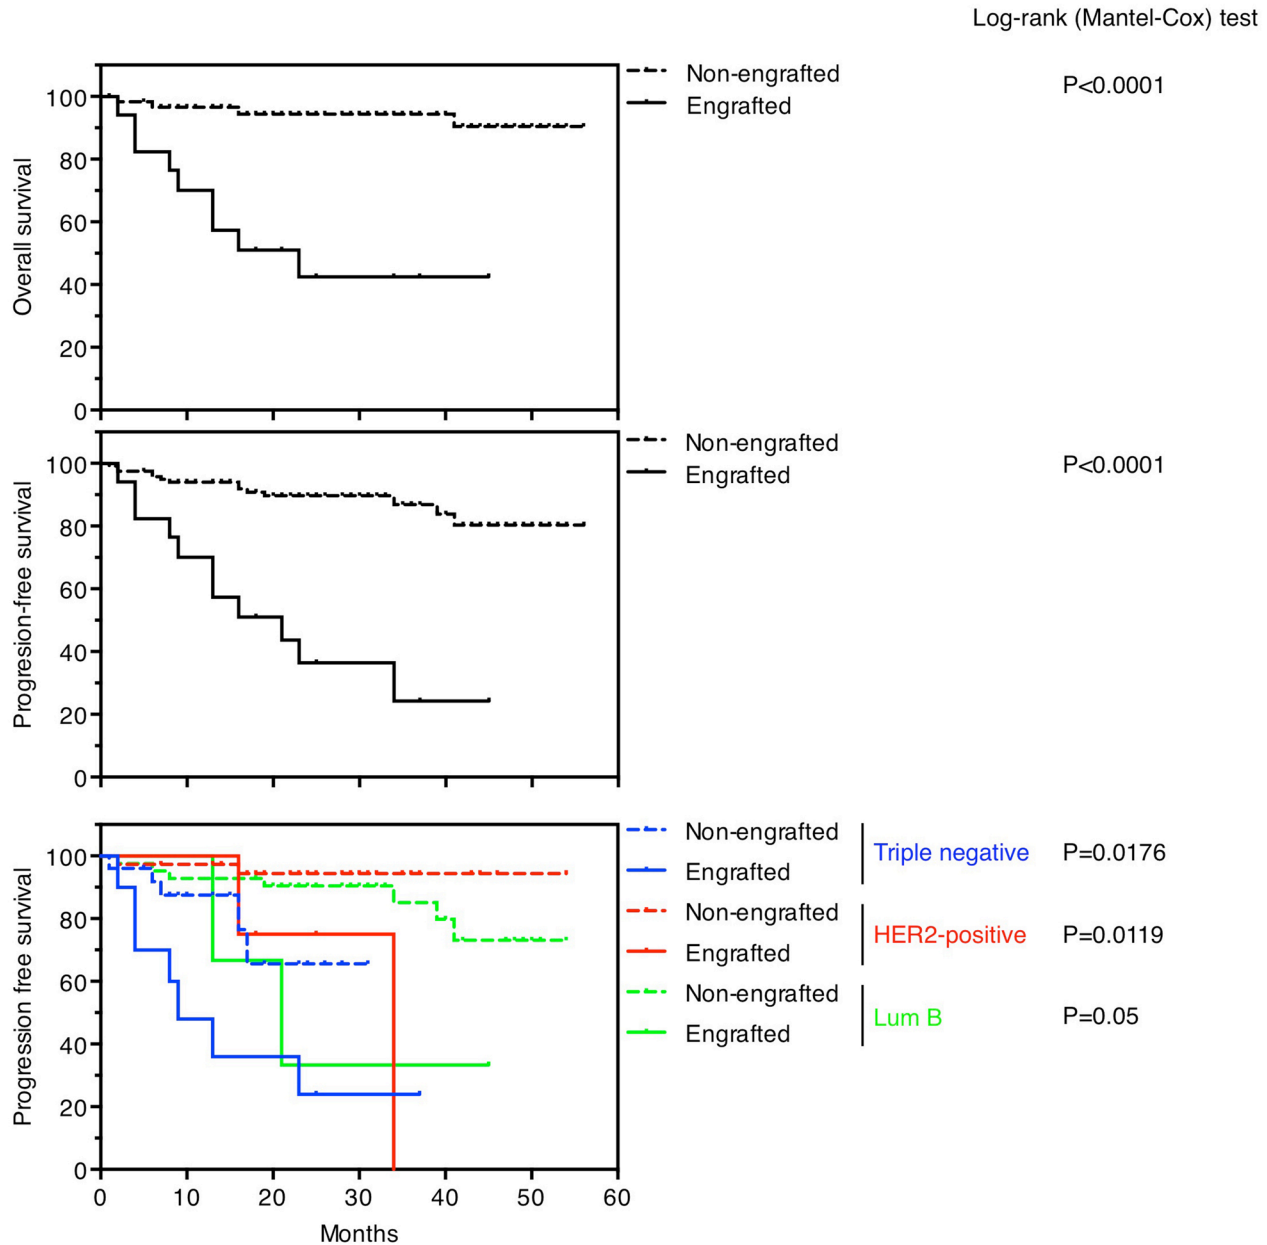 Log-rank (Mantel-Cox) test
Non-engrafted
Engrafted
P<0.0001
Overall survival
100
80
60
40
20
0
Non-engrafted
Engrafted
P<0.0001
Progresion-free survival
100
80
60
40
20
0
Non-engrafted
Engrafted
Triple negative
P=0.0176
Non-engrafted
Engrafted
HER2-positive
P=0.0119
Non-engrafted
Engrafted
Lum B
P=0.05
Progression free survival
100
80
60
40
20
0
0 10 20 30 40 50 60
Months